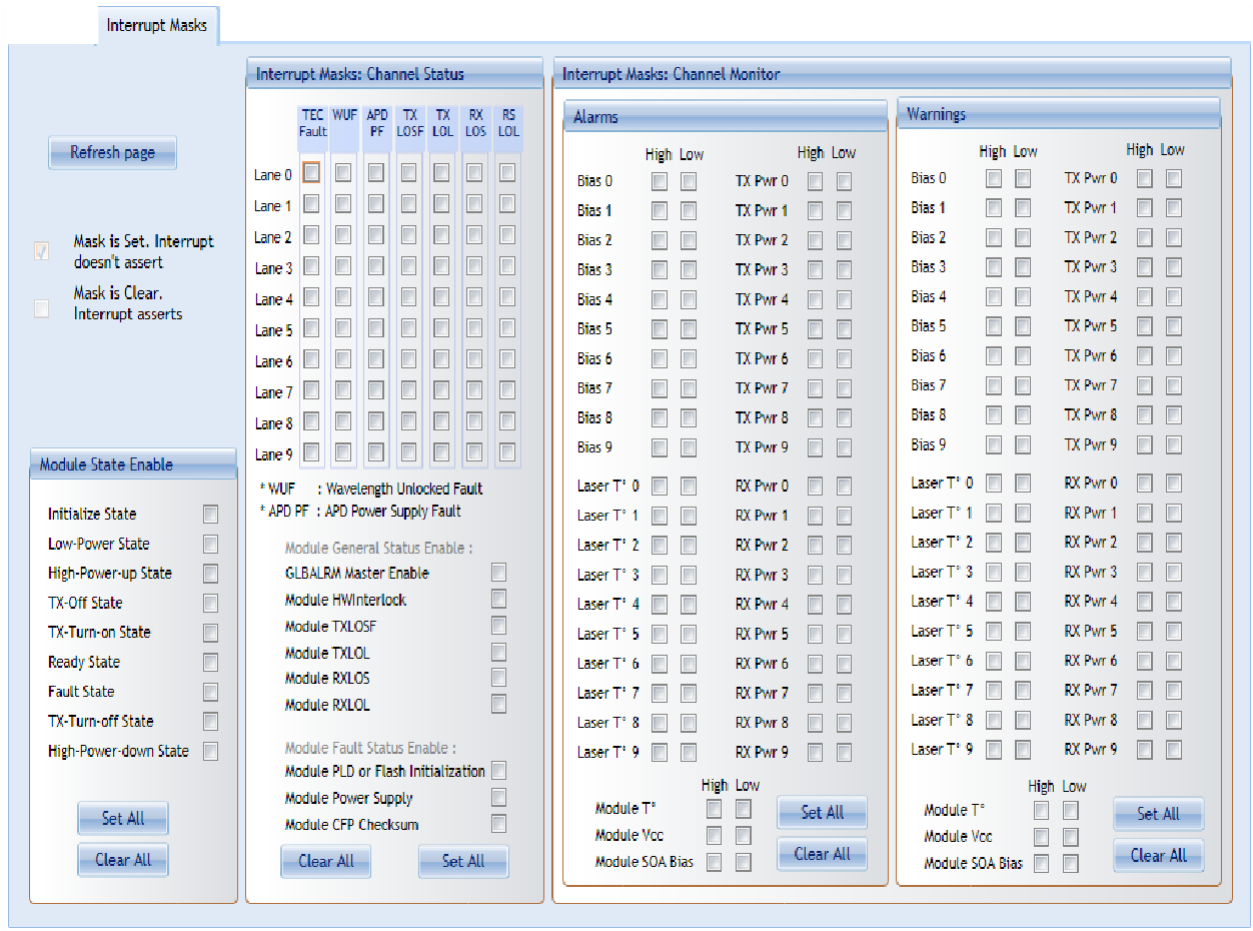 Interrupt Masks
Refresh page
Mask is Set. Interrupt
doesn't assert
Mask is Clear.
Interrupt asserts
Module State Enable
Initialize State
Low-Power State
High-Power-up State
TX-Off State
TX-Turn-on State
Ready State
Fault State
TX-Turn-off State
High-Power-down State
Set All
Clear All
Interrupt Masks: Channel Status
TEC WUF APD TX TX RX RS
Fault PF LOSF LOL LOS LOL
Lane 0
Lane 1
Lane 2
Lane 3
Lane 4
Lane 5
Lane 6
Lane 7
Lane 8
Lane 9
* WUF : Wavelength Unlocked Fault
* APD PF : APD Power Supply Fault
Module General Status Enable :
GLBALRM Master Enable
Module HWInterlock
Module TXLOSF
Module TXLOL
Module RXLOS
Module RXLOL
Module Fault Status Enable :
Module PLD or Flash Initialization
Module Power Supply
Module CFP Checksum
Clear All Set All
Interrupt Masks: Channel Monitor
Alarms
High Low High Low
Bias 0 TX Pwr 0
Bias 1 TX Pwr 1
Bias 2 TX Pwr 2
Bias 3 TX Pwr 3
Bias 4 TX Pwr 4
Bias 5 TX Pwr 5
Bias 6 TX Pwr 6
Bias 7 TX Pwr 7
Bias 8 TX Pwr 8
Bias 9 TX Pwr 9
Laser T° 0 RX Pwr 0
Laser T° 1 RX Pwr 1
Laser T° 2 RX Pwr 2
Laser T° 3 RX Pwr 3
Laser T° 4 RX Pwr 4
Laser T° 5 RX Pwr 5
Laser T° 6 RX Pwr 6
Laser T° 7 RX Pwr 7
Laser T° 8 RX Pwr 8
Laser T° 9 RX Pwr 9
High Low
Module T°
Module Vcc
Module SOA Bias
Set All
Clear All
Warnings
High Low High Low
Bias 0 TX Pwr 0
Bias 1 TX Pwr 1
Bias 2 TX Pwr 2
Bias 3 TX Pwr 3
Bias 4 TX Pwr 4
Bias 5 TX Pwr 5
Bias 6 TX Pwr 6
Bias 7 TX Pwr 7
Bias 8 TX Pwr 8
Bias 9 TX Pwr 9
Laser T° 0 RX Pwr 0
Laser T° 1 RX Pwr 1
Laser T° 2 RX Pwr 2
Laser T° 3 RX Pwr 3
Laser T° 4 RX Pwr 4
Laser T° 5 RX Pwr 5
Laser T° 6 RX Pwr 6
Laser T° 7 RX Pwr 7
Laser T° 8 RX Pwr 8
Laser T° 9 RX Pwr 9
High Low
Module T°
Module Vcc
Module SOA Bias
Set All
Clear All